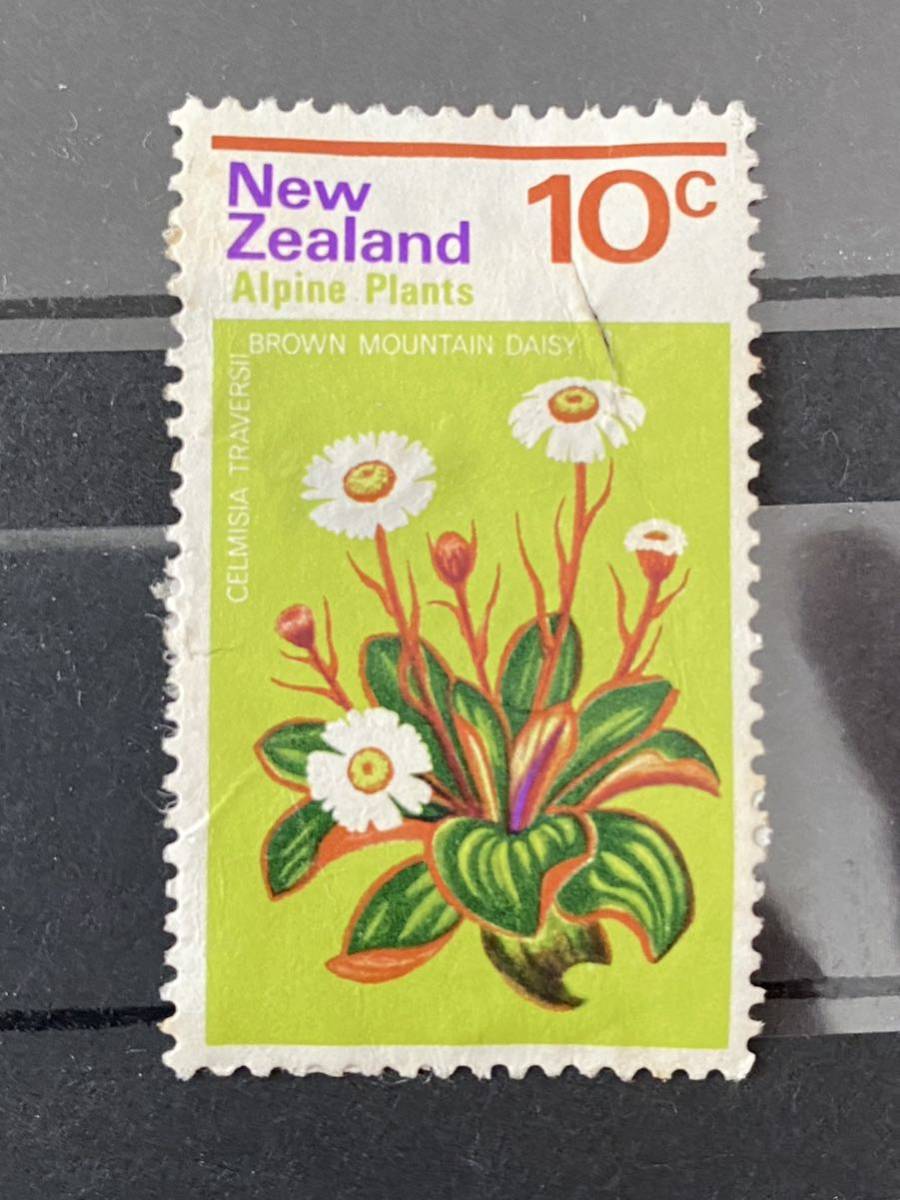 New
Zealand
10c
Alpine Plants
BROWN MOUNTAIN DAISY
CELMISIA TRAVERSII